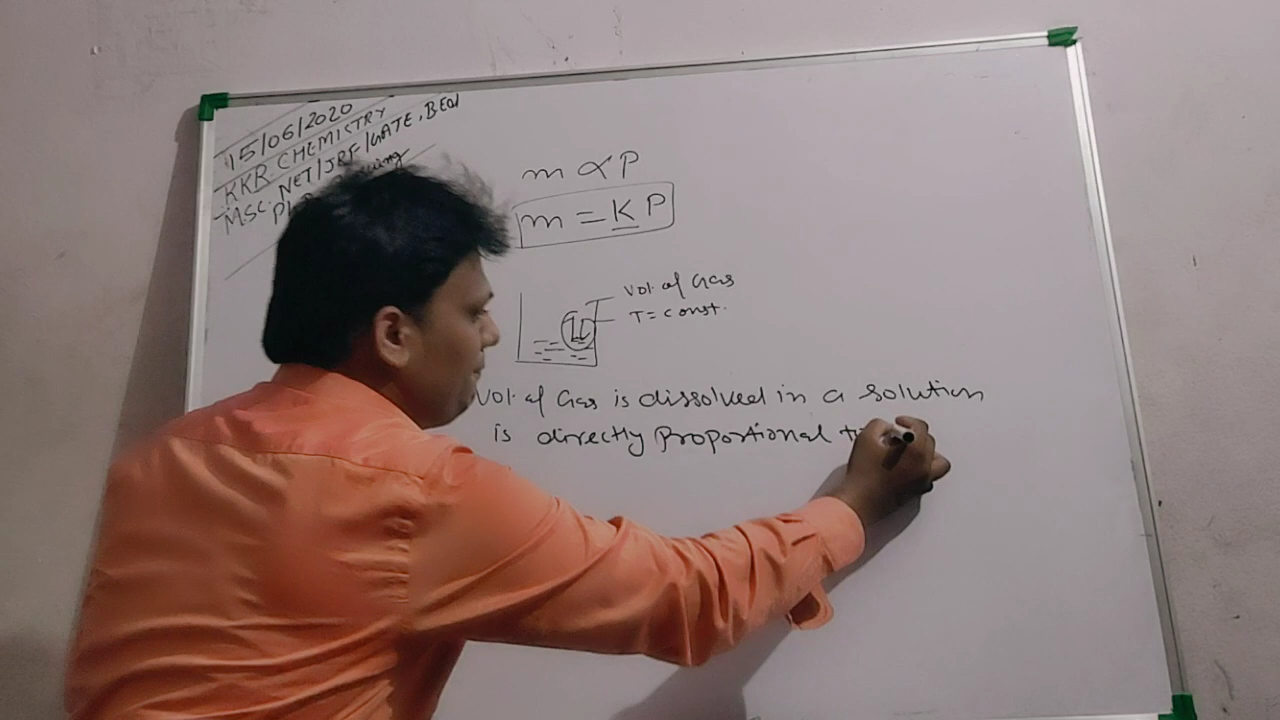 15/06/2020
KKR CHEMISTRY
M.SC. NET/JRF/GATE, BEd
m ∝ P
m = K P
Vol. of Gas
T = const.
Vol. of Gas is dissolved in a solution
is directly proportional